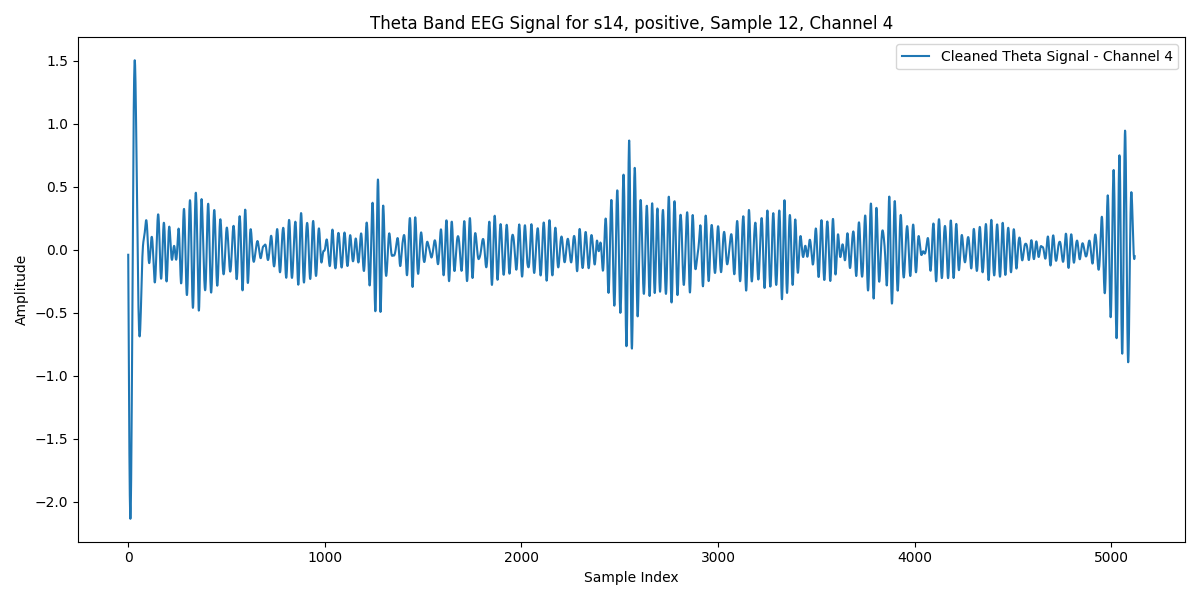 Theta Band EEG Signal for s14, positive, Sample 12, Channel 4
Cleaned Theta Signal - Channel 4
Amplitude
1.5
1.0
0.5
0.0
−0.5
−1.0
−1.5
−2.0
0 1000 2000 3000 4000 5000
Sample Index